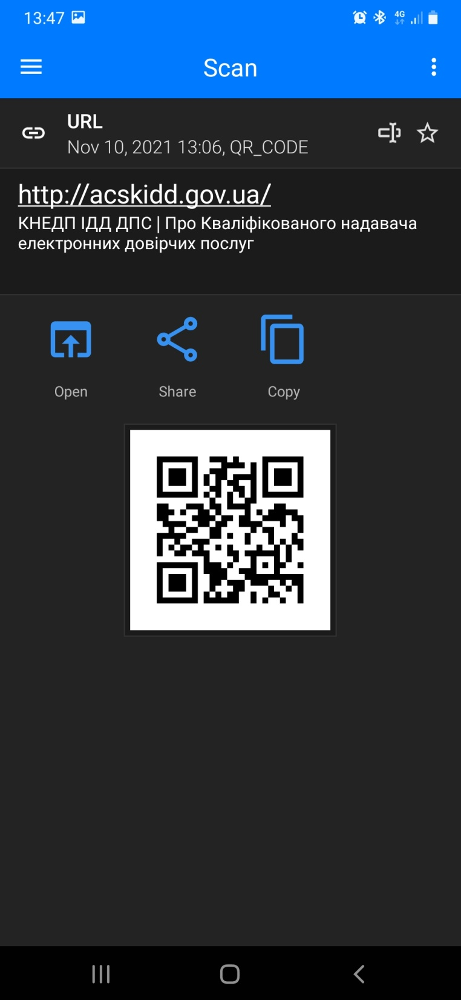 13:47
4G
Scan
URL
Nov 10, 2021 13:06, QR_CODE
http://acskidd.gov.ua/
КНЕДП ІДД ДПС | Про Кваліфікованого надавача
електронних довірчих послуг
Open
Share
Copy